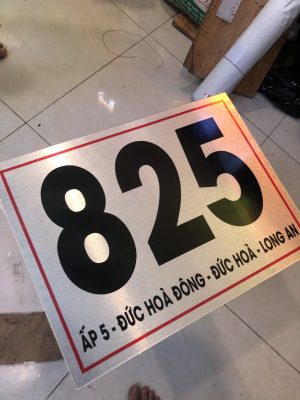 825
ẤP 5 - ĐỨC HOÀ ĐÔNG - ĐỨC HOÀ - LONG AN